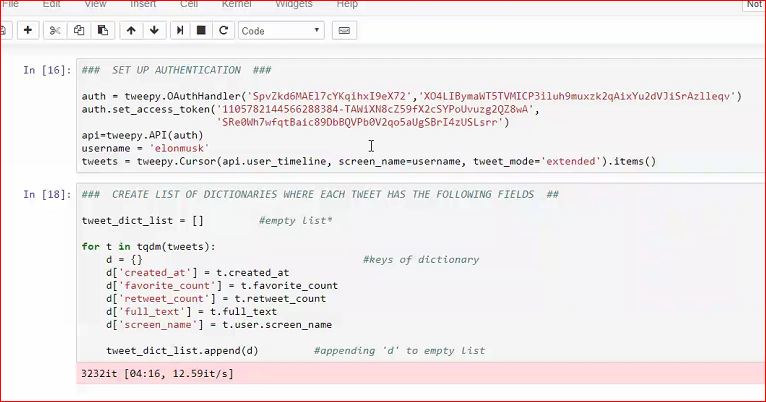 File Edit View Insert Cell Kernel Widgets Help Not
Code
In [16]: ### SET UP AUTHENTICATION ###
auth = tweepy.OAuthHandler('SpvZkd6MAEl7cYKqihxI9eX72','XO4LIBymaWT5TVMICP3iluh9muxzk2qAixYu2dVJiSrAzlleqv')
auth.set_access_token('1105782144566288384-TAWiXN8cZ59fX2cSYPoUvuzg2QZ8wA',
'SRe0Wh7wfqtBaic89DbBQVPb0V2qo5aUgSBrI4zUSLsrr')
api=tweepy.API(auth)
username = 'elonmusk'
tweets = tweepy.Cursor(api.user_timeline, screen_name=username, tweet_mode='extended').items()
In [18]: ### CREATE LIST OF DICTIONARIES WHERE EACH TWEET HAS THE FOLLOWING FIELDS ##
tweet_dict_list = [] #empty list*
for t in tqdm(tweets):
d = {} #keys of dictionary
d['created_at'] = t.created_at
d['favorite_count'] = t.favorite_count
d['retweet_count'] = t.retweet_count
d['full_text'] = t.full_text
d['screen_name'] = t.user.screen_name
tweet_dict_list.append(d) #appending 'd' to empty list
3232it [04:16, 12.59it/s]